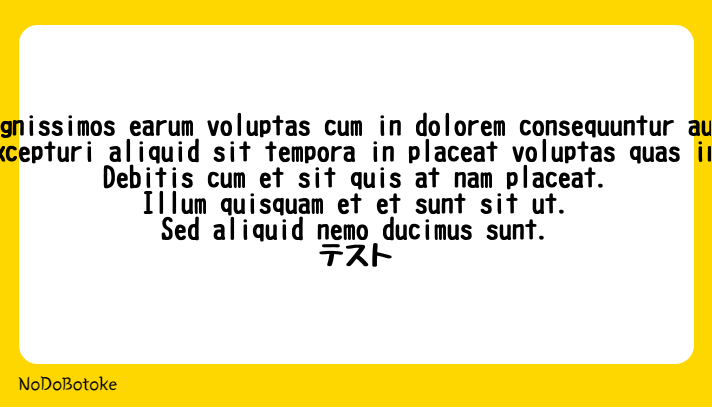 gnissimos earum voluptas cum in dolorem consequuntur au
xcepturi aliquid sit tempora in placeat voluptas quas in
Debitis cum et sit quis at nam placeat.
Illum quisquam et et sunt sit ut.
Sed aliquid nemo ducimus sunt.
テスト
NoDoBotoke